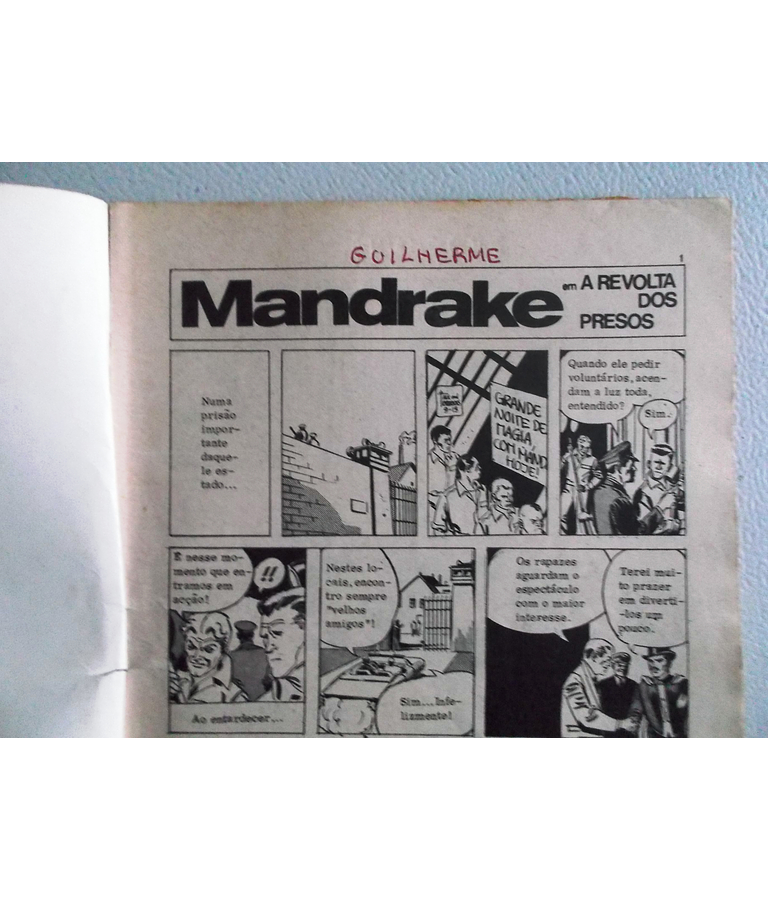 GUILHERME
1
Mandrake em A REVOLTA
DOS
PRESOS
Numa
prisão
impor-
tante
daque-
le es-
tado...
GRANDE
NOITE DE
MAGIA,
COM MAND
HOJE!
Quando ele pedir
voluntários, acen-
dam a luz toda,
entendido?
Sim.
É nesse mo-
mento que en-
tramos em
acção!
!!
Ao entardecer...
Nestes lo-
cais, encon-
tro sempre
"velhos
amigos"!
Sim...Infe-
lizmente!
Os rapazes
aguardam o
espectáculo
com o maior
interesse.
Terei mui-
to prazer
em diverti-
-los um
pouco.